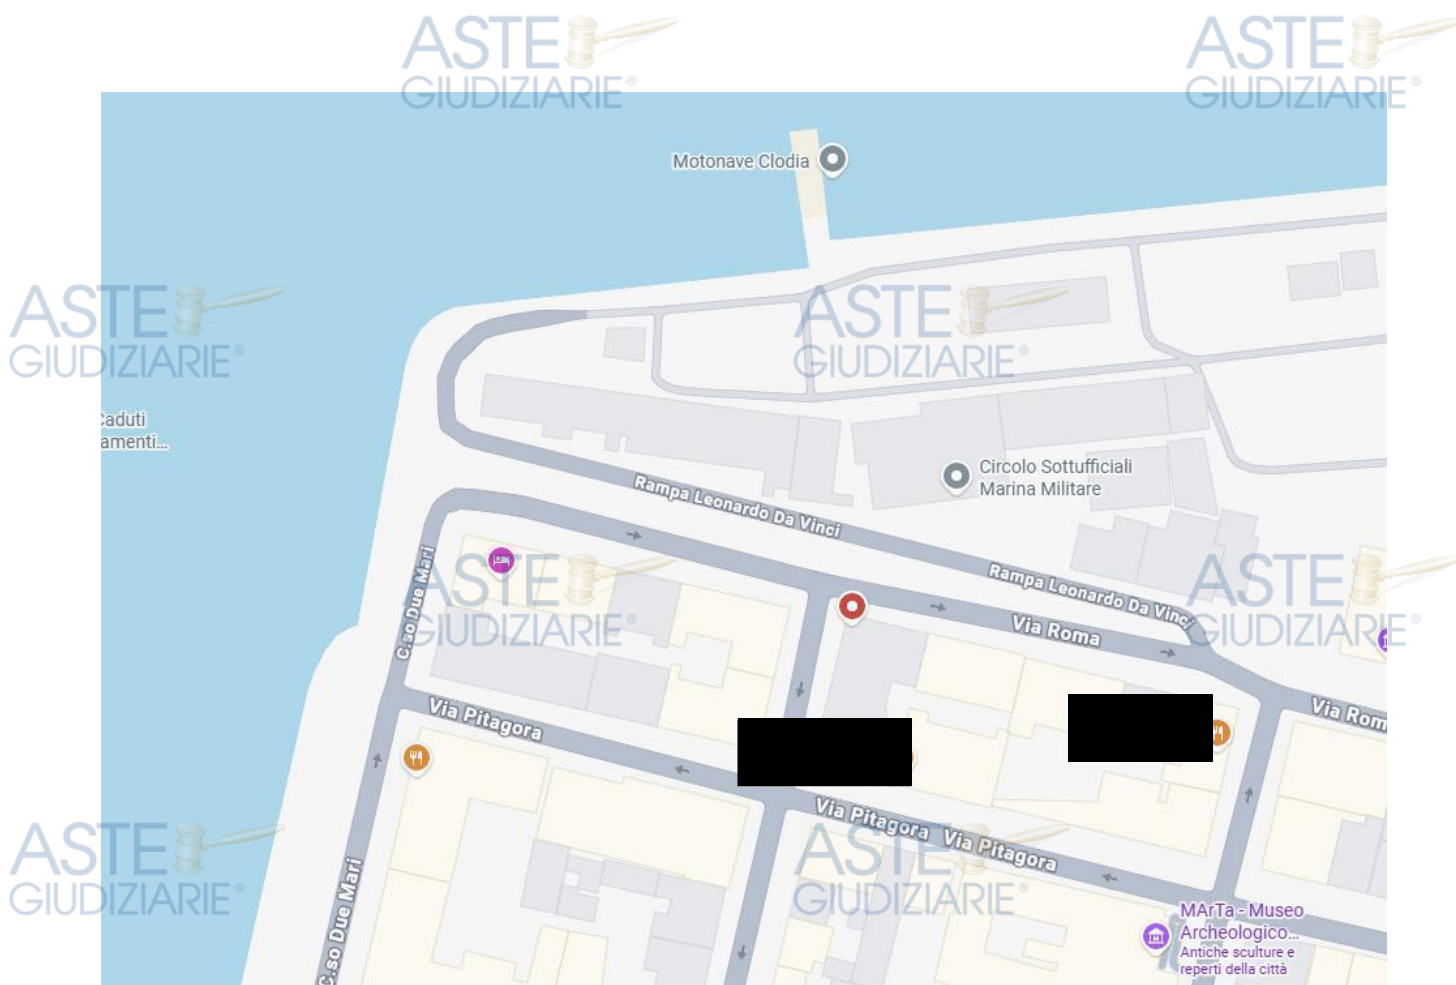 ASTE
GIUDIZIARIE®
ASTE
GIUDIZIARIE®
Motonave Clodia
ASTE
GIUDIZIARIE®
ASTE
GIUDIZIARIE®
Caduti
amenti...
Circolo Sottufficiali
Marina Militare
Rampa Leonardo Da Vinci
Rampa Leonardo Da Vinci
C.so Due Mari
ASTE
GIUDIZIARIE®
ASTE
GIUDIZIARIE®
Via Roma
Via Pitagora
Via Rom
Via Pitagora
Via Pitagora
ASTE
GIUDIZIARIE®
ASTE
GIUDIZIARIE®
C.so Due Mari
MArTa - Museo
Archeologico...
Antiche sculture e
reperti della città